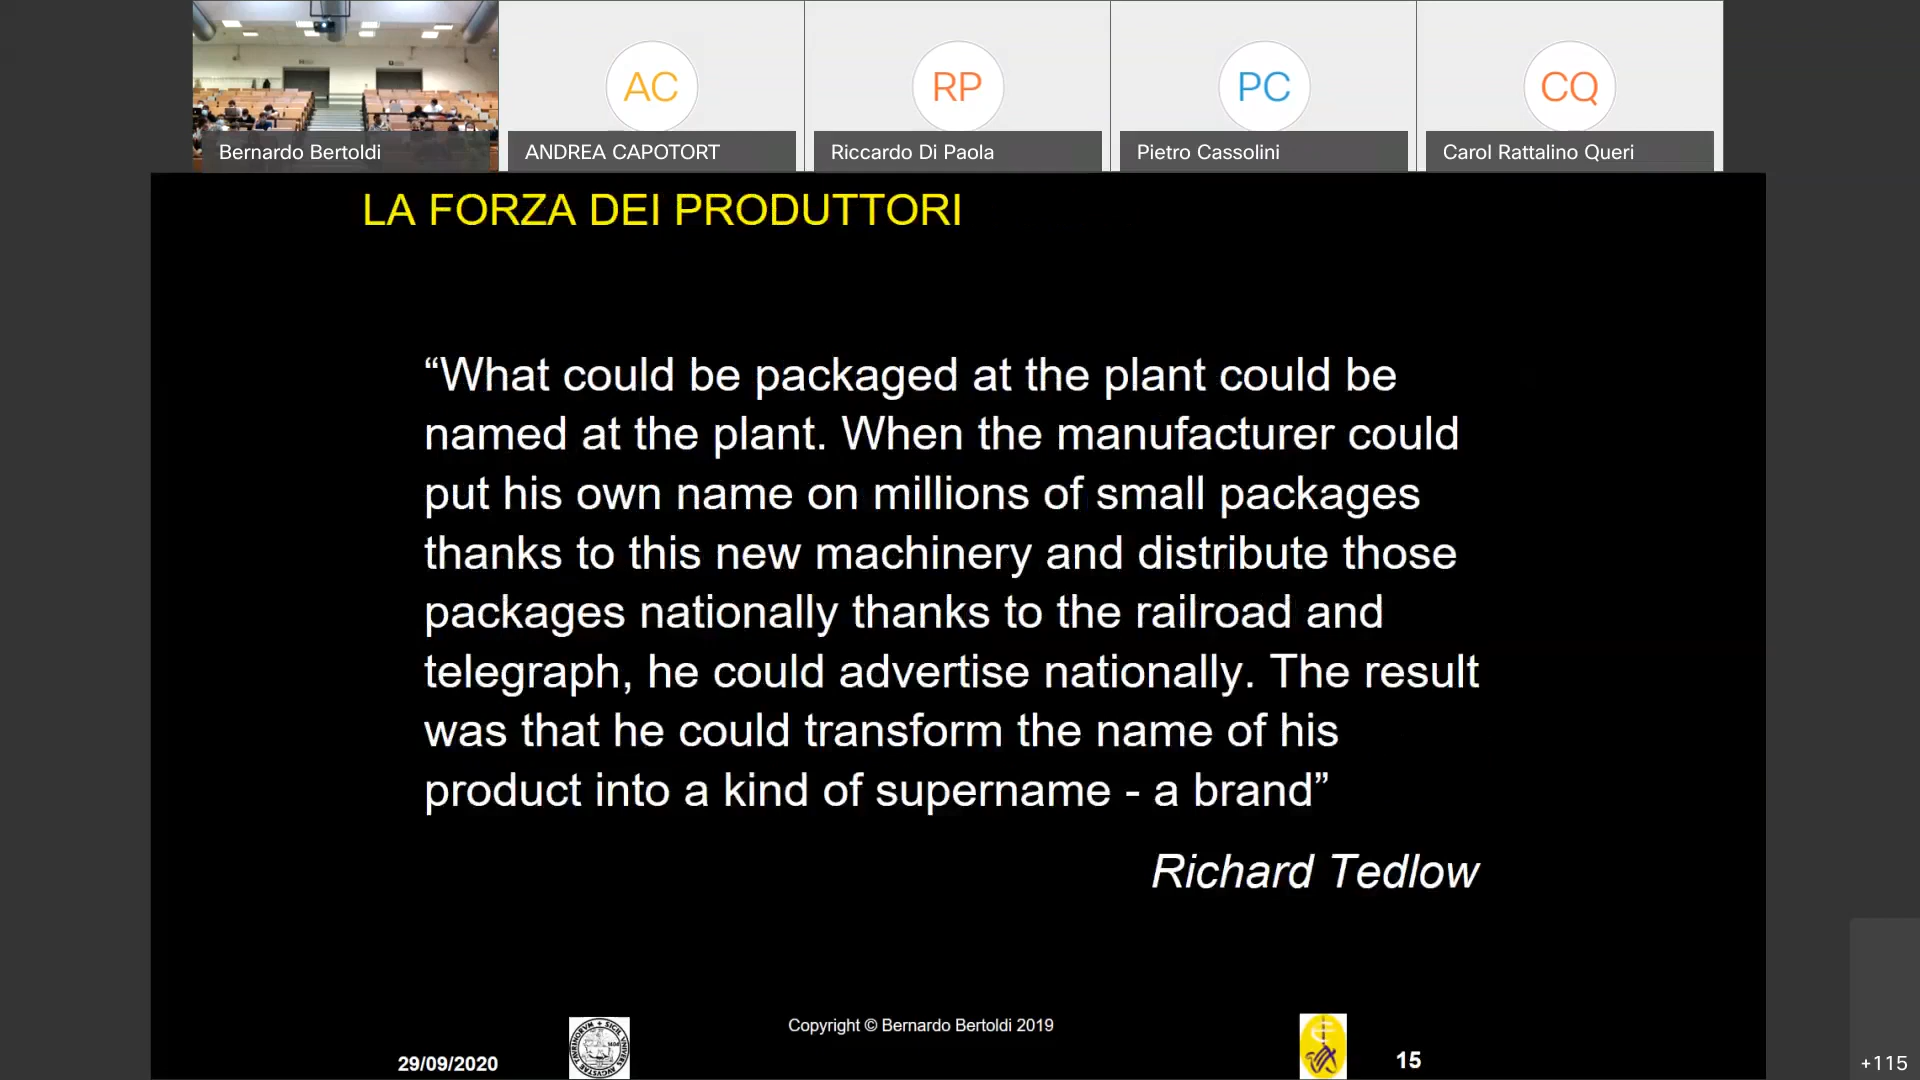 AC
RP
PC
CQ
Bernardo Bertoldi
ANDREA CAPOTORT
Riccardo Di Paola
Pietro Cassolini
Carol Rattalino Queri
LA FORZA DEI PRODUTTORI
“What could be packaged at the plant could be
named at the plant. When the manufacturer could
put his own name on millions of small packages
thanks to this new machinery and distribute those
packages nationally thanks to the railroad and
telegraph, he could advertise nationally. The result
was that he could transform the name of his
product into a kind of supername - a brand”
Richard Tedlow
29/09/2020
Copyright © Bernardo Bertoldi 2019
15
+115